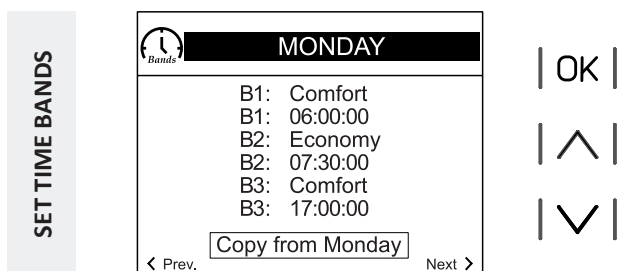 SET TIME BANDS
Bands
MONDAY
B1: Comfort
B1: 06:00:00
B2: Economy
B2: 07:30:00
B3: Comfort
B3: 17:00:00
Copy from Monday
Prev.
Next
OK